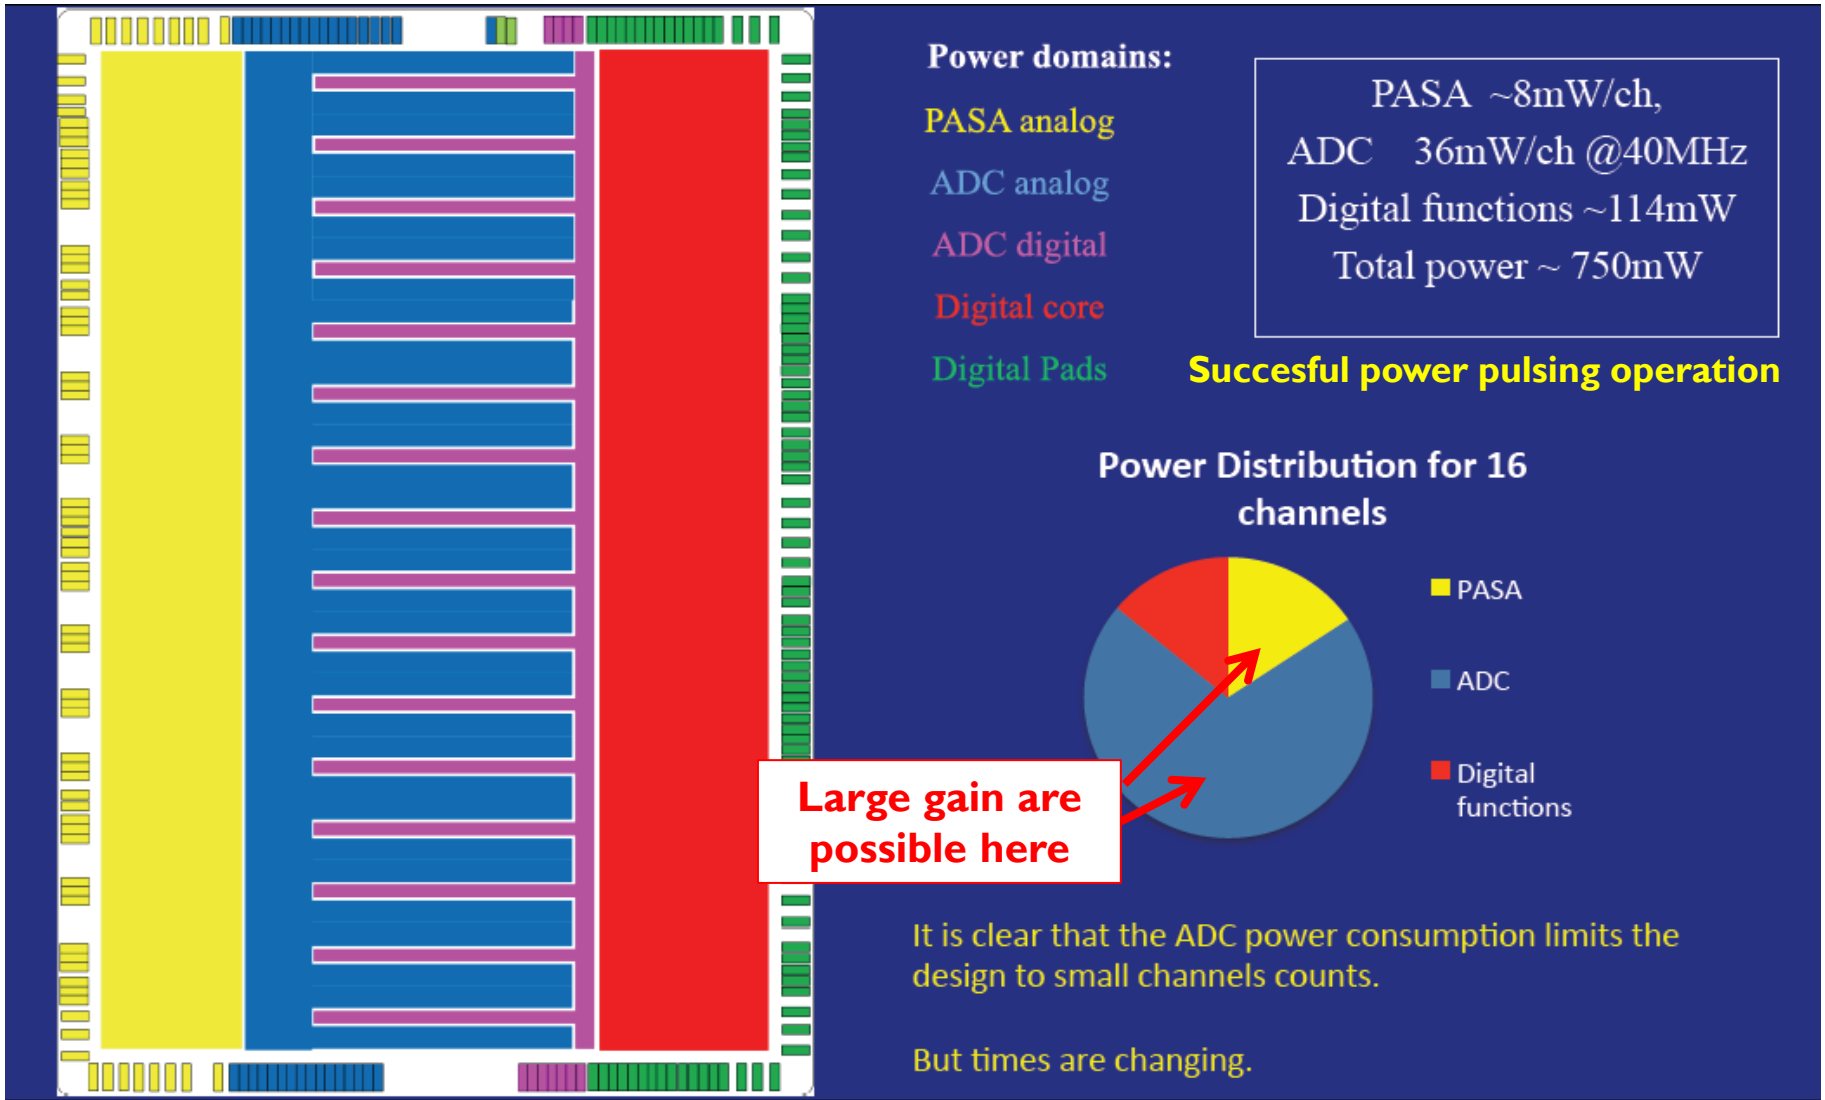 Power domains:
PASA analog
ADC analog
ADC digital
Digital core
Digital Pads
PASA ~8mW/ch,
ADC 36mW/ch @40MHz
Digital functions ~114mW
Total power ~ 750mW
Succesful power pulsing operation
Power Distribution for 16
channels
PASA
ADC
Digital
functions
Large gain are
possible here
It is clear that the ADC power consumption limits the
design to small channels counts.
But times are changing.